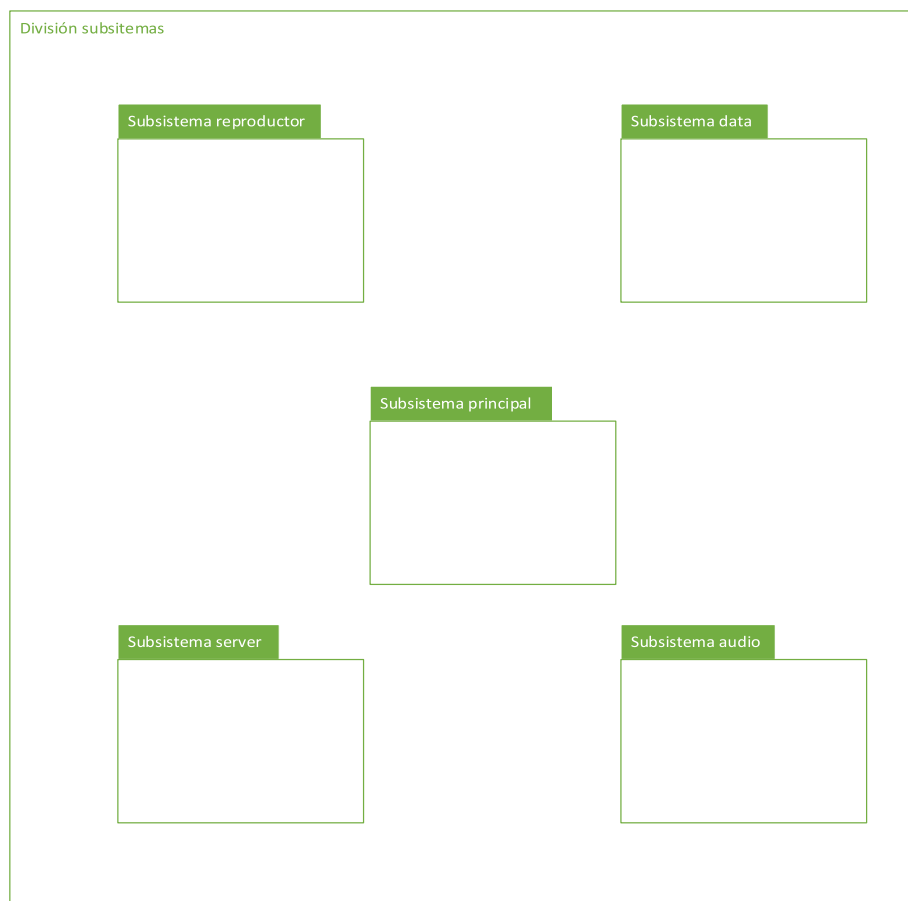 División subsitemas
Subsistema reproductor
Subsistema data
Subsistema principal
Subsistema server
Subsistema audio